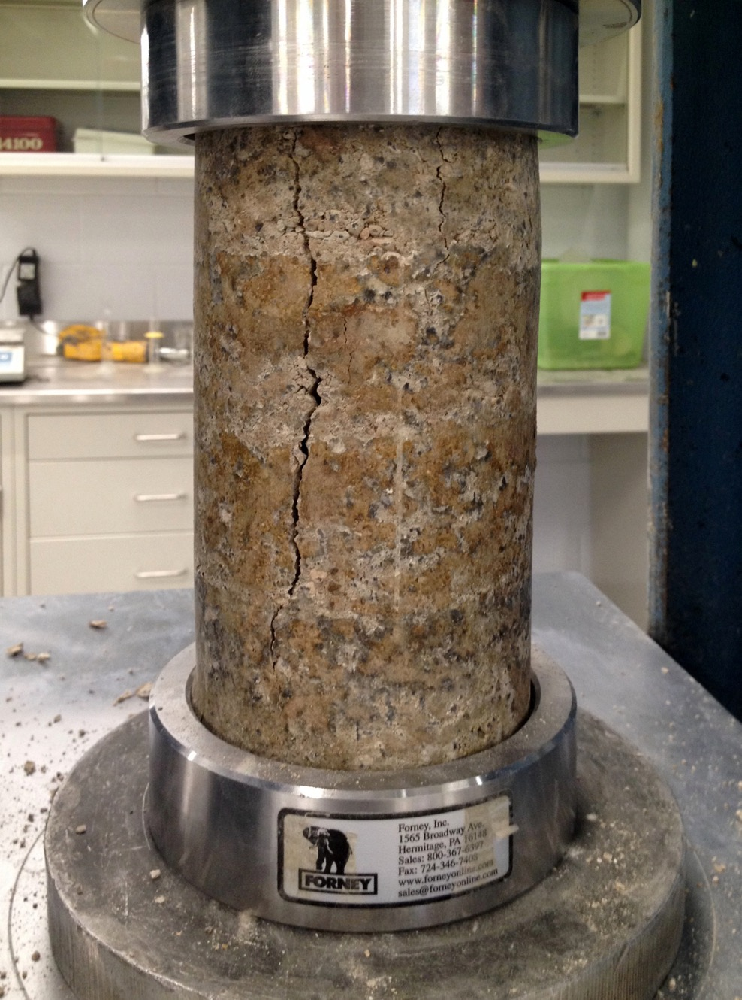 4100
Forney, Inc.
1565 Broadway Ave.
Hermitage, PA 16148
Sales: 800-367-6397
Fax: 724-346-7408
www.forneyonline.com
sales@forneyonline.com
FORNEY